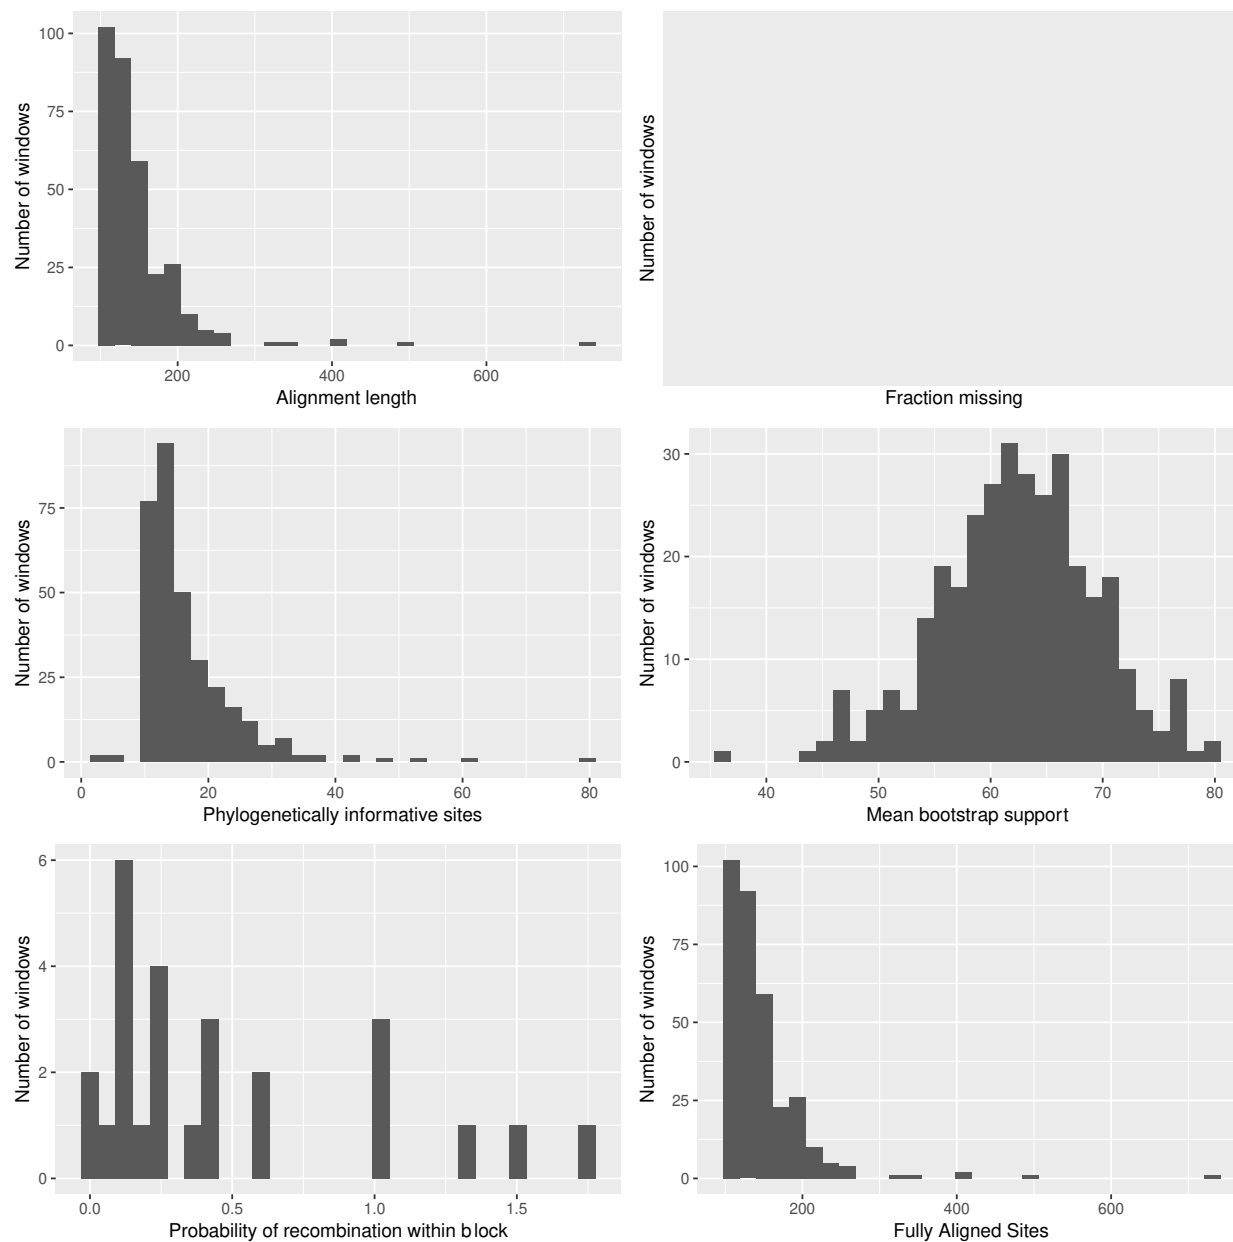 Number of windows
100
75
50
25
0
200 400 600
Alignment length
Number of windows
Fraction missing
Number of windows
75
50
25
0
0 20 40 60 80
Phylogenetically informative sites
Number of windows
30
20
10
0
40 50 60 70 80
Mean bootstrap support
Number of windows
6
4
2
0
0.0 0.5 1.0 1.5
Probability of recombination within block
Number of windows
100
75
50
25
0
200 400 600
Fully Aligned Sites